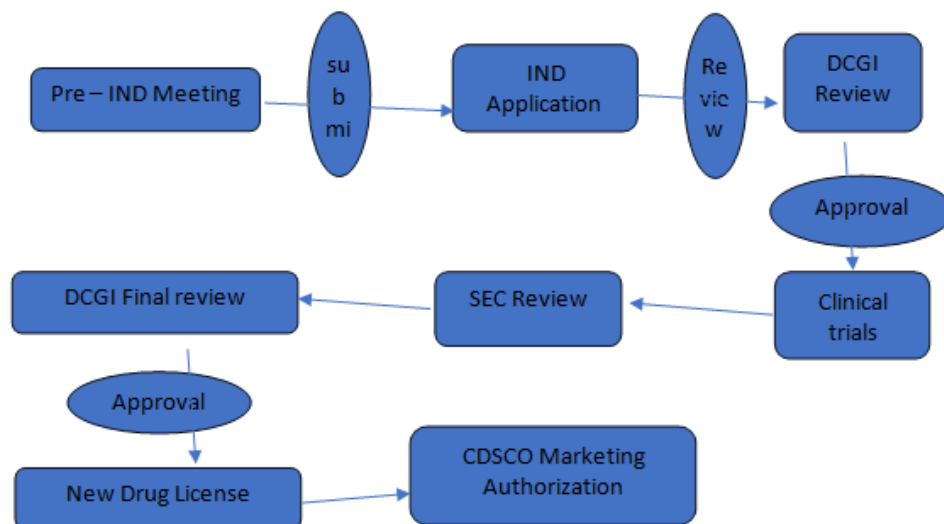 Pre – IND Meeting
su
b
mi
IND
Application
Re
vie
w
DCGI
Review
Approval
Clinical
trials
SEC Review
DCGI Final review
Approval
New Drug License
CDSCO Marketing
Authorization